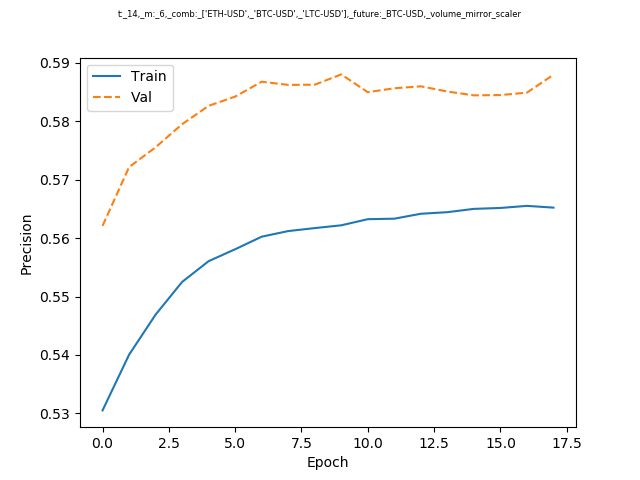 t:_14,_m:_6,_comb:_['ETH-USD',_'BTC-USD',_'LTC-USD'],_future:_BTC-USD,_volume_mirror_scaler
Train
Val
0.59
0.58
0.57
0.56
0.55
0.54
0.53
Precision
0.0 2.5 5.0 7.5 10.0 12.5 15.0 17.5
Epoch